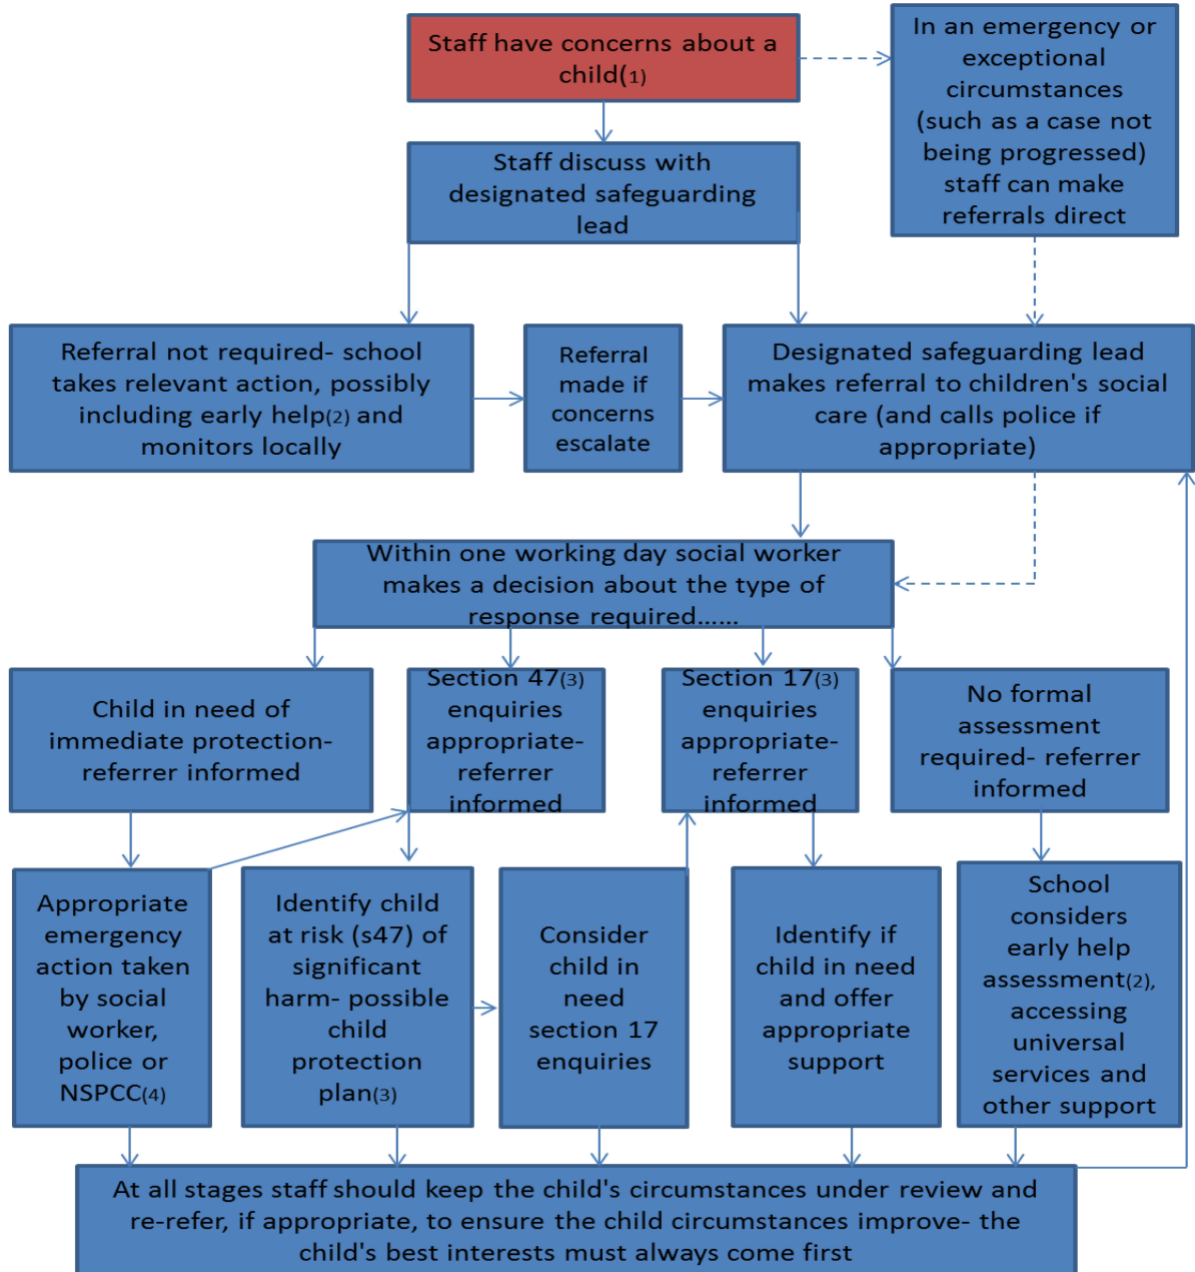 Staff have concerns about a
child(1)
In an emergency or
exceptional
circumstances
(such as a case not
being progressed)
staff can make
referrals direct
Staff discuss with
designated safeguarding
lead
Referral not required- school
takes relevant action, possibly
including early help(2) and
monitors locally
Referral
made if
concerns
escalate
Designated safeguarding lead
makes referral to children's social
care (and calls police if
appropriate)
Within one working day social worker
makes a decision about the type of
response required......
Child in need of
immediate protection-
referrer informed
Section 47(3)
enquiries
appropriate-
referrer
informed
Section 17(3)
enquiries
appropriate-
referrer
informed
No formal
assessment
required- referrer
informed
Appropriate
emergency
action taken
by social
worker,
police or
NSPCC(4)
Identify child
at risk (s47) of
significant
harm- possible
child
protection
plan(3)
Consider
child in
need
section 17
enquiries
Identify if
child in need
and offer
appropriate
support
School
considers
early help
assessment(2),
accessing
universal
services and
other support
At all stages staff should keep the child's circumstances under review and
re-refer, if appropriate, to ensure the child circumstances improve- the
child's best interests must always come first